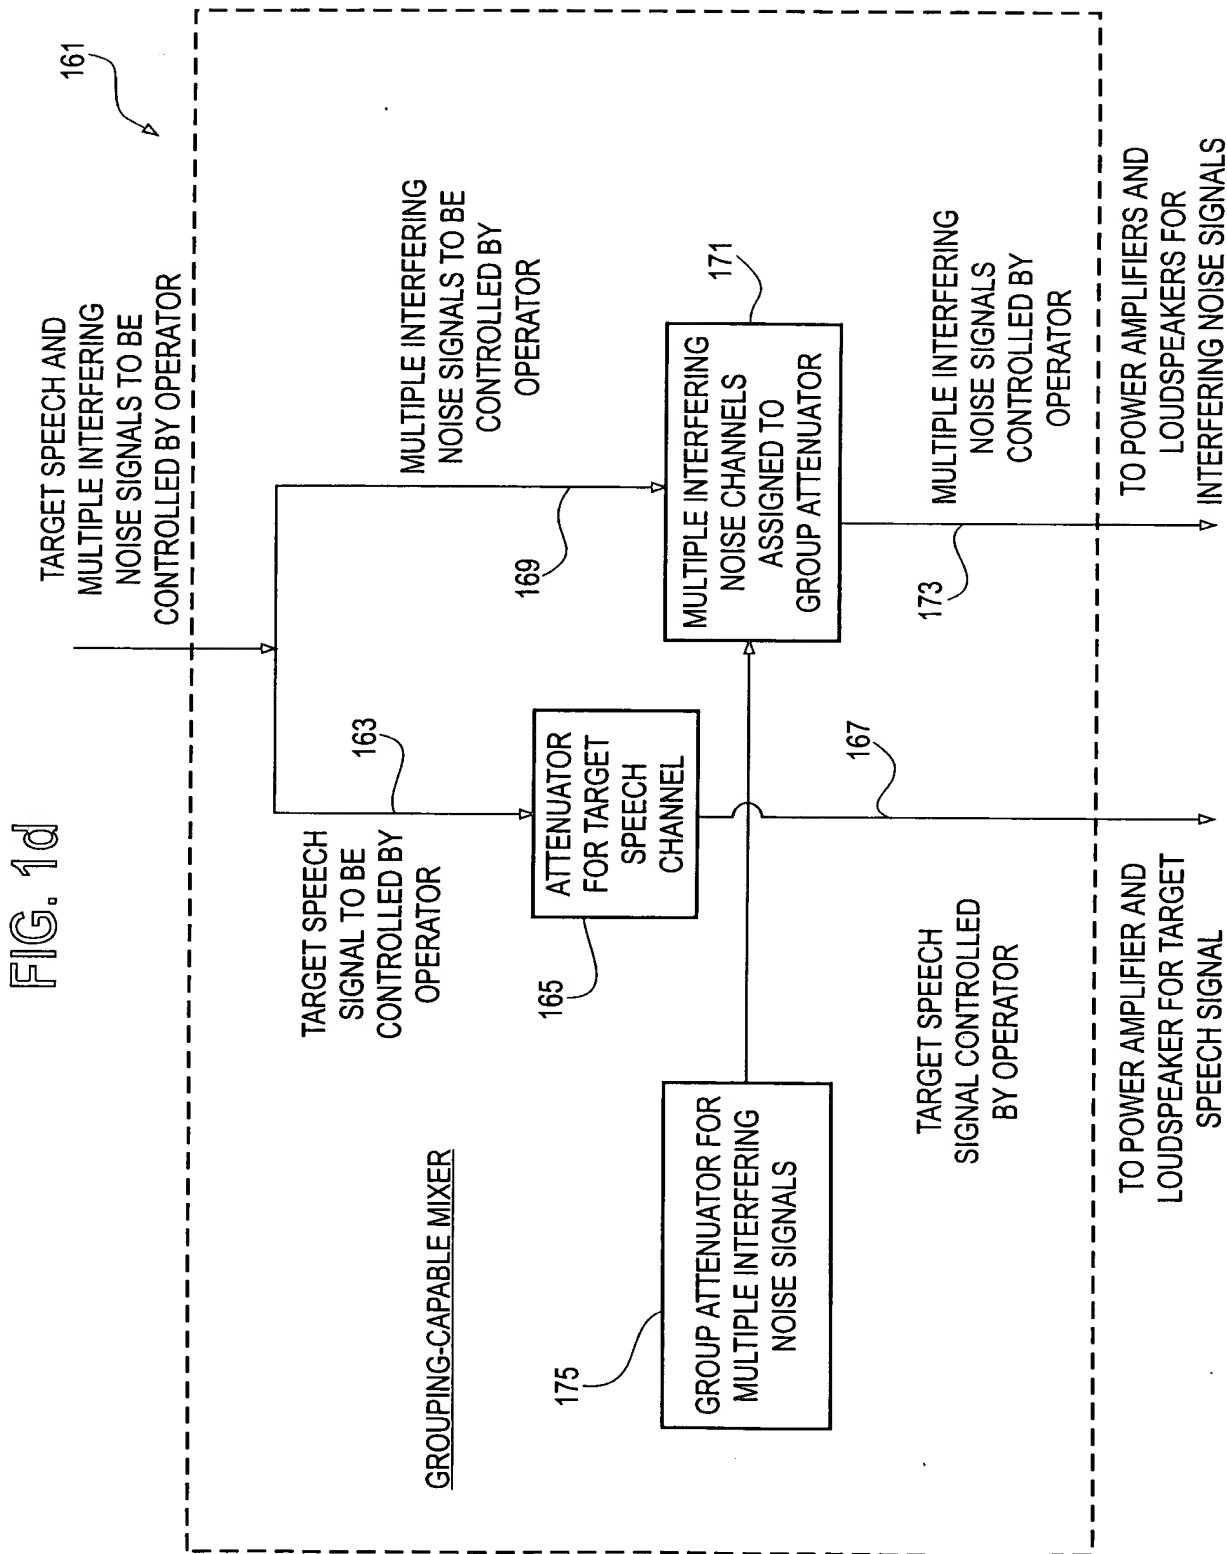 FIG. 1d
161
TARGET SPEECH AND
MULTIPLE INTERFERING
NOISE SIGNALS TO BE
CONTROLLED BY OPERATOR
GROUPING-CAPABLE MIXER
163
TARGET SPEECH
SIGNAL TO BE
CONTROLLED BY
OPERATOR
169
MULTIPLE INTERFERING
NOISE SIGNALS TO BE
CONTROLLED BY
OPERATOR
165
ATTENUATOR
FOR TARGET
SPEECH
CHANNEL
171
MULTIPLE INTERFERING
NOISE CHANNELS
ASSIGNED TO
GROUP ATTENUATOR
175
GROUP ATTENUATOR FOR
MULTIPLE INTERFERING
NOISE SIGNALS
167
TARGET SPEECH
SIGNAL CONTROLLED
BY OPERATOR
173
MULTIPLE INTERFERING
NOISE SIGNALS
CONTROLLED BY
OPERATOR
TO POWER AMPLIFIER AND
LOUDSPEAKER FOR TARGET
SPEECH SIGNAL
TO POWER AMPLIFIERS AND
LOUDSPEAKERS FOR
INTERFERING NOISE SIGNALS